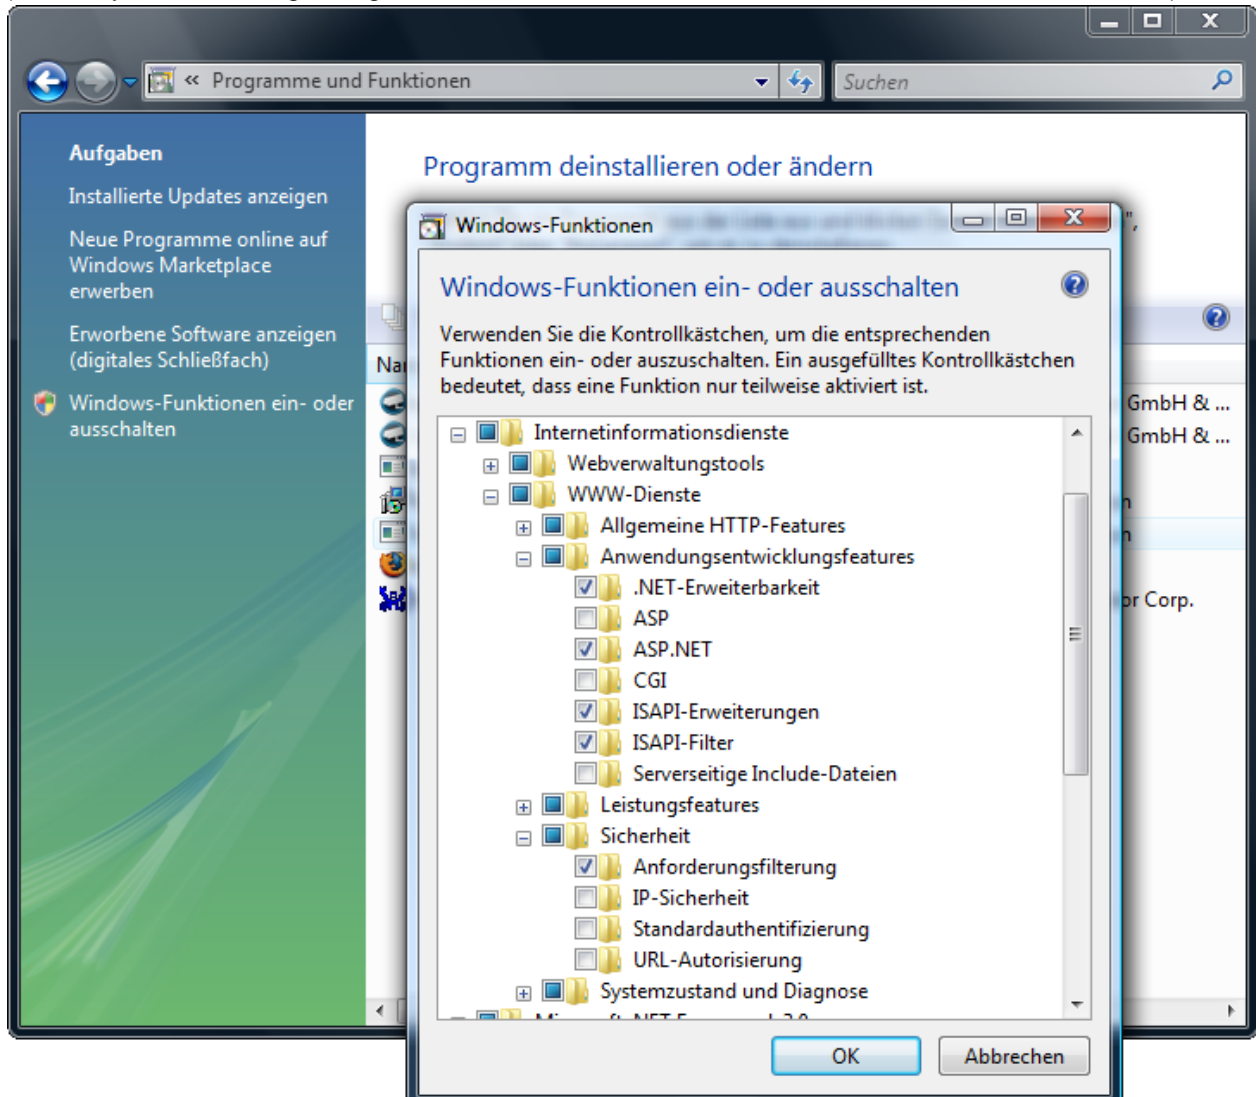 « Programme und Funktionen
Suchen
Aufgaben
Installierte Updates anzeigen
Neue Programme online auf
Windows Marketplace
erwerben
Erworbene Software anzeigen
(digitales Schließfach)
Windows-Funktionen ein- oder
ausschalten
Programm deinstallieren oder ändern
Windows-Funktionen
Windows-Funktionen ein- oder ausschalten
Verwenden Sie die Kontrollkästchen, um die entsprechenden
Funktionen ein- oder auszuschalten. Ein ausgefülltes Kontrollkästchen
bedeutet, dass eine Funktion nur teilweise aktiviert ist.
GmbH & ...
GmbH & ...
or Corp.
Internetinformationsdienste
Webverwaltungstools
WWW-Dienste
Allgemeine HTTP-Features
Anwendungsentwicklungsfeatures
.NET-Erweiterbarkeit
ASP
ASP.NET
CGI
ISAPI-Erweiterungen
ISAPI-Filter
Serverseitige Include-Dateien
Leistungsfeatures
Sicherheit
Anforderungsfilterung
IP-Sicherheit
Standardauthentifizierung
URL-Autorisierung
Systemzustand und Diagnose
OK
Abbrechen